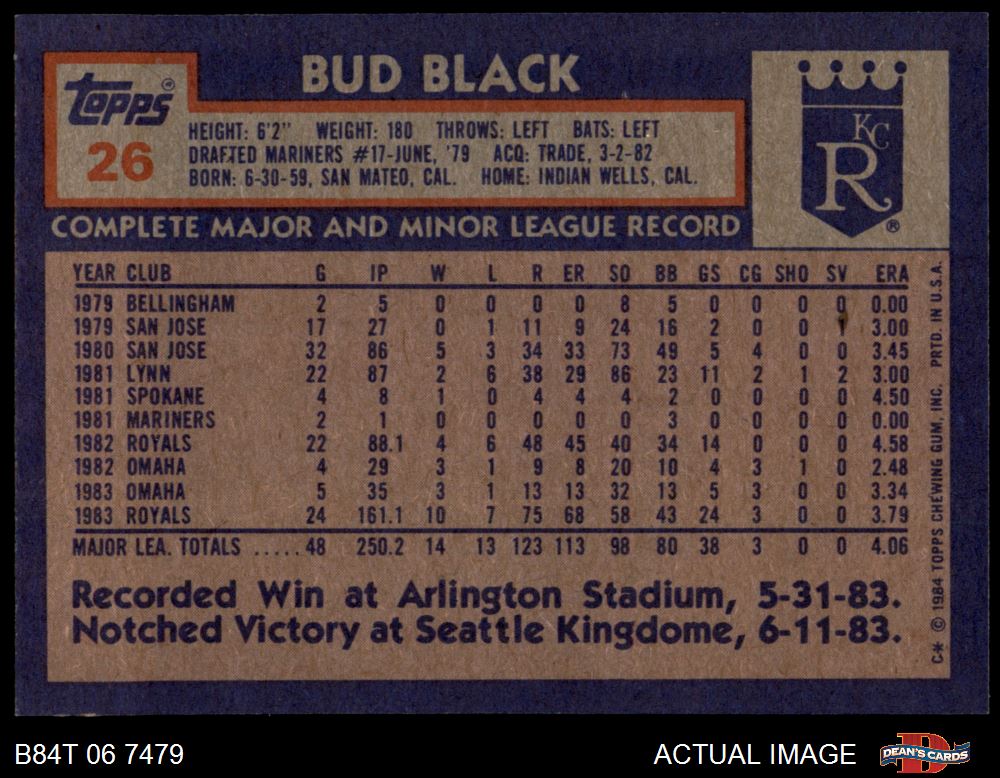 Topps ®
26
BUD BLACK
HEIGHT: 6'2" WEIGHT: 180 THROWS: LEFT BATS: LEFT
DRAFTED MARINERS #17-JUNE, '79 ACQ: TRADE, 3-2-82
BORN: 6-30-59, SAN MATEO, CAL. HOME: INDIAN WELLS, CAL.
KC
R ®
COMPLETE MAJOR AND MINOR LEAGUE RECORD
YEAR CLUB G IP W L R ER SO BB GS CG SHO SV ERA
1979 BELLINGHAM 2 5 0 0 0 0 8 5 0 0 0 0 0.00
1979 SAN JOSE 17 27 0 1 11 9 24 16 2 0 0 1 3.00
1980 SAN JOSE 32 86 5 3 34 33 73 49 5 4 0 0 3.45
1981 LYNN 22 87 2 6 38 29 86 23 11 2 1 2 3.00
1981 SPOKANE 4 8 1 0 4 4 4 2 0 0 0 0 4.50
1981 MARINERS 2 1 0 0 0 0 0 3 0 0 0 0 0.00
1982 ROYALS 22 88.1 4 6 48 45 40 34 14 0 0 0 4.58
1982 OMAHA 4 29 3 1 9 8 20 10 4 3 1 0 2.48
1983 OMAHA 5 35 3 1 13 13 32 13 5 3 0 0 3.34
1983 ROYALS 24 161.1 10 7 75 68 58 43 24 3 0 0 3.79
MAJOR LEA. TOTALS ..... 48 250.2 14 13 123 113 98 80 38 3 0 0 4.06
Recorded Win at Arlington Stadium, 5-31-83.
Notched Victory at Seattle Kingdome, 6-11-83.
C* © 1984 TOPPS CHEWING GUM, INC. PRTD. IN U.S.A.
B84T 06 7479
ACTUAL IMAGE
D
DEAN'S CARDS